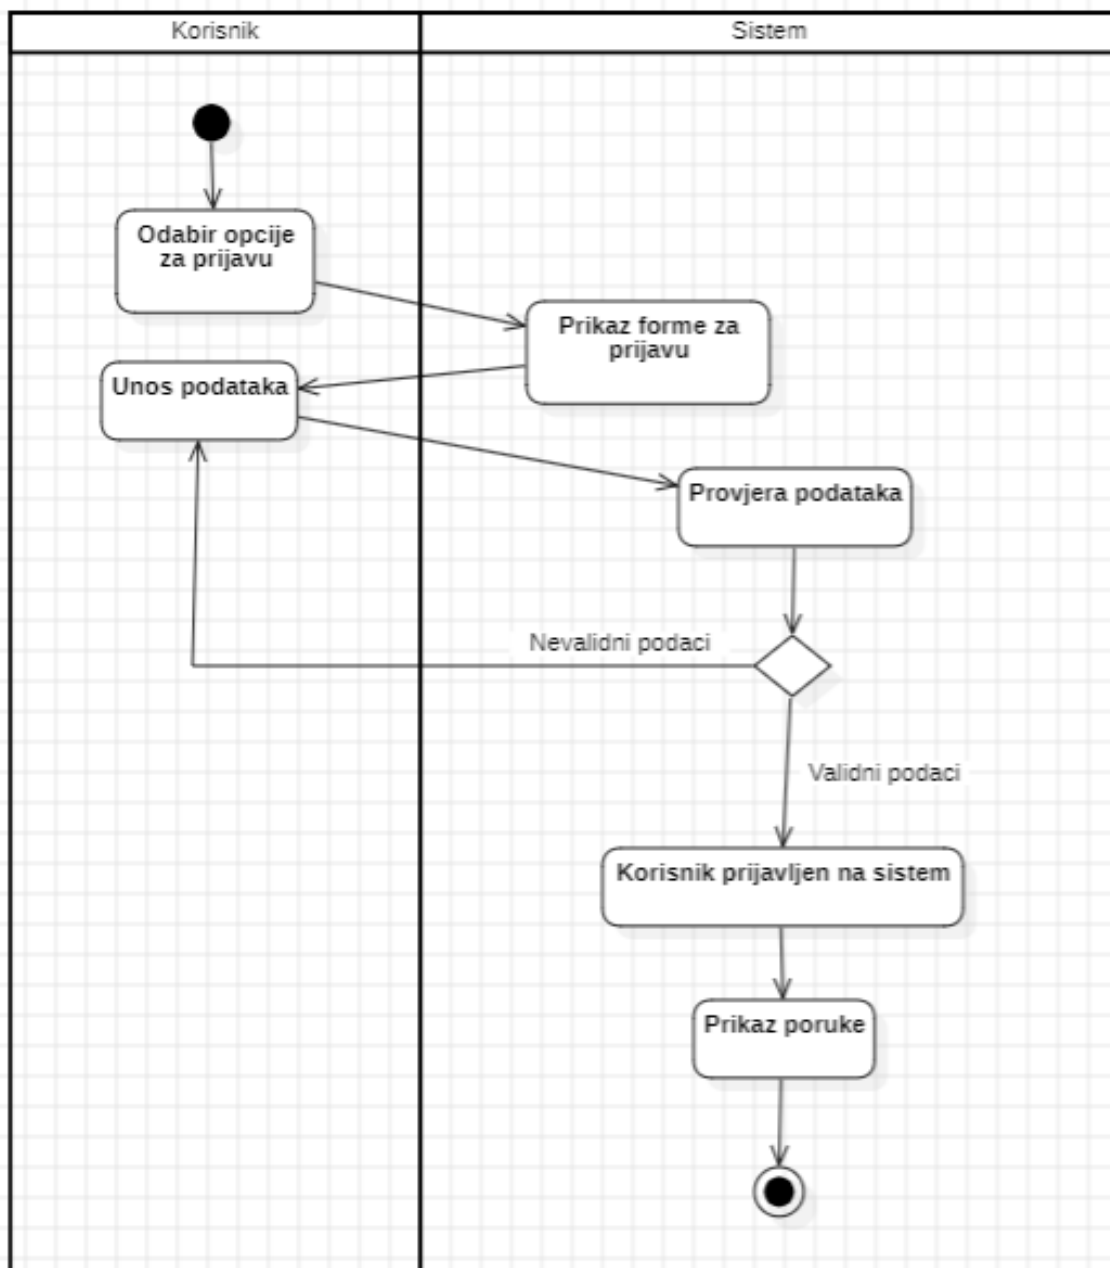 Korisnik
Sistem
Odabir opcije
za prijavu
Prikaz forme za
prijavu
Unos podataka
Provjera podataka
Nevalidni podaci
Validni podaci
Korisnik prijavljen na sistem
Prikaz poruke